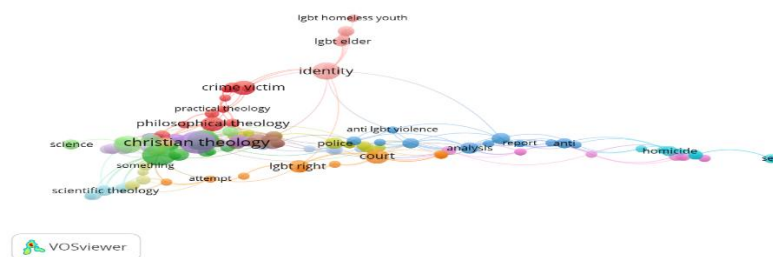 lgbt homeless youth
lgbt elder
identity
crime victim
practical theology
philosophical theology
anti lgbt violence
science
christian theology
police
analysis
report
anti
homicide
court
se
something
lgbt right
attempt
scientific theology
VOSviewer